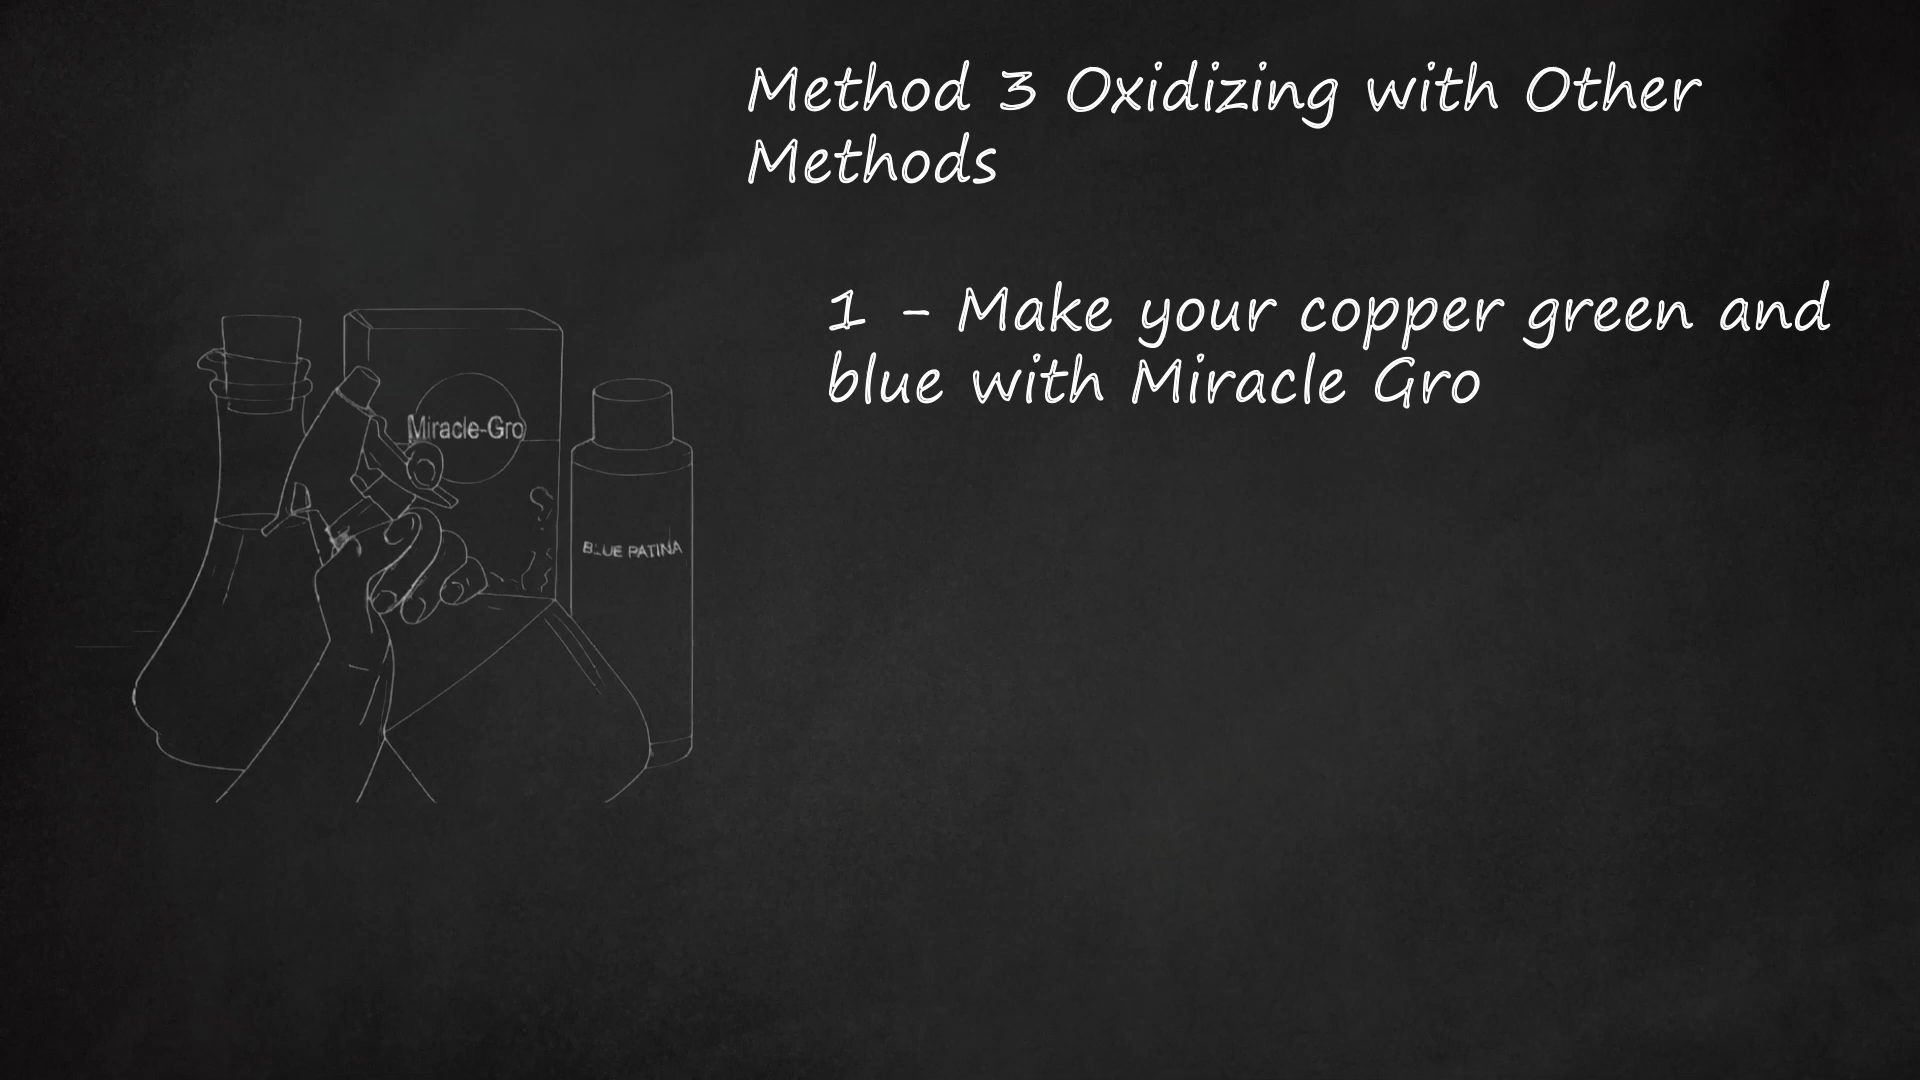 Method 3 Oxidizing with Other
Methods
1 - Make your copper green and
blue with Miracle Gro
Miracle-Gro
BLUE PATINA